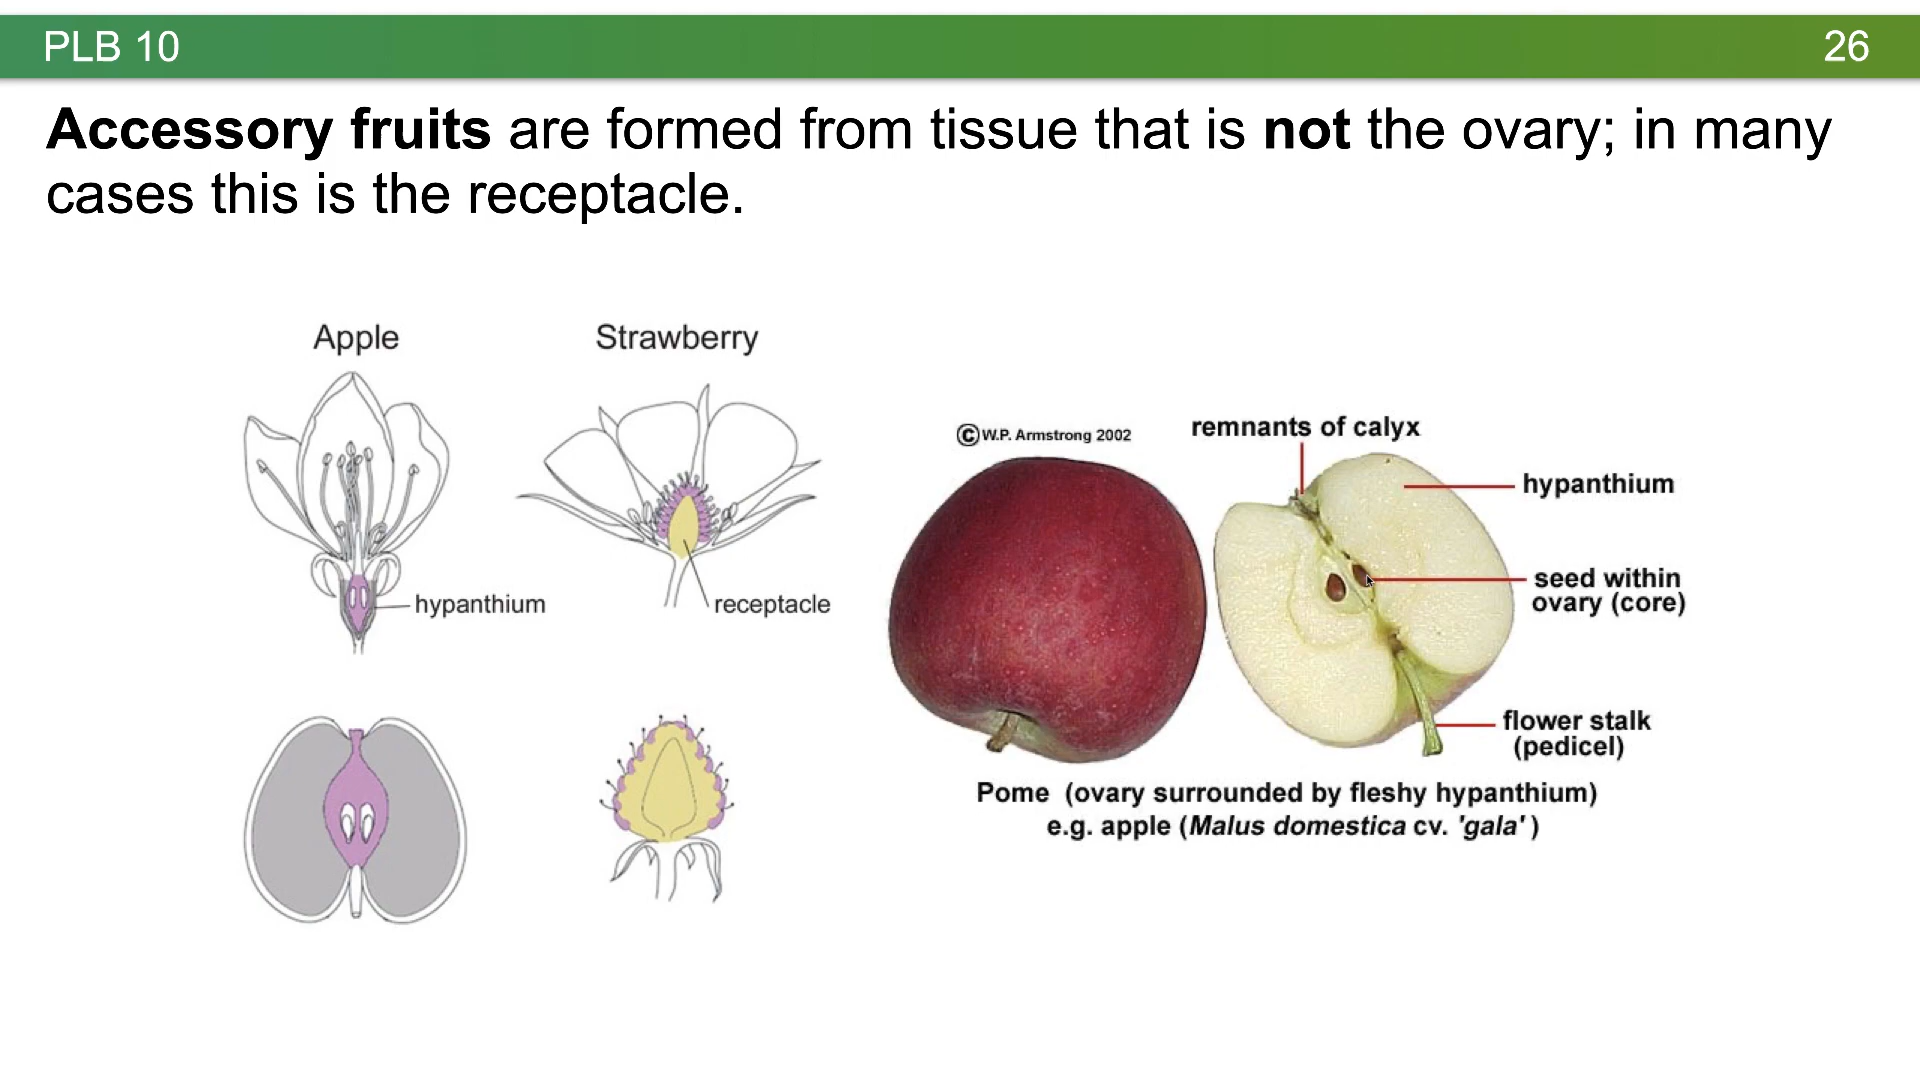 PLB 10
26
Accessory fruits are formed from tissue that is not the ovary; in many
cases this is the receptacle.
Apple
Strawberry
hypanthium
receptacle
©W.P. Armstrong 2002
remnants of calyx
hypanthium
seed within
ovary (core)
flower stalk
(pedicel)
Pome (ovary surrounded by fleshy hypanthium)
e.g. apple (Malus domestica cv. 'gala' )